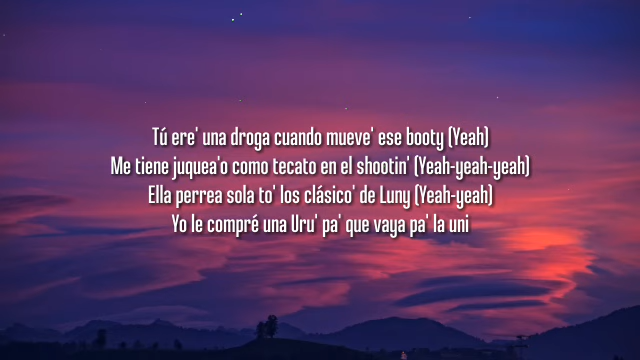 Tú ere' una droga cuando mueve' ese booty (Yeah)
Me tiene juquea'o como tecato en el shootin' (Yeah-yeah-yeah)
Ella perrea sola to' los clásico' de Luny (Yeah-yeah)
Yo le compré una Uru' pa' que vaya pa' la uni